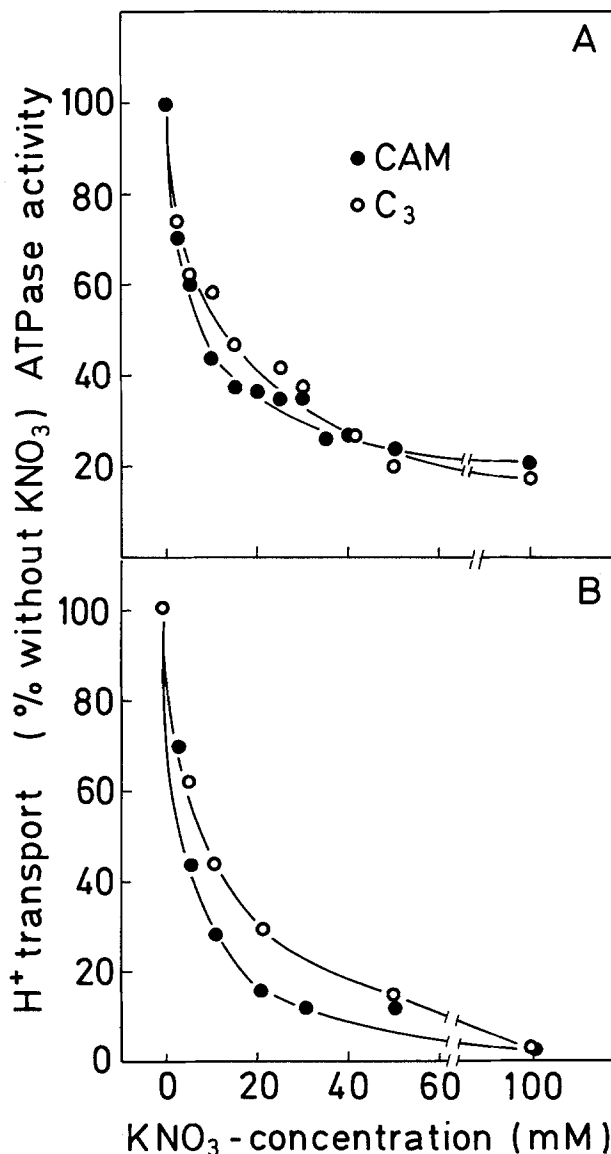 A
100
80
60
40
20
● CAM
○ C₃
ATPase activity
H⁺ transport (% without KNO₃)
B
100
80
60
40
20
0
0 20 40 60 100
KNO₃-concentration (mM)